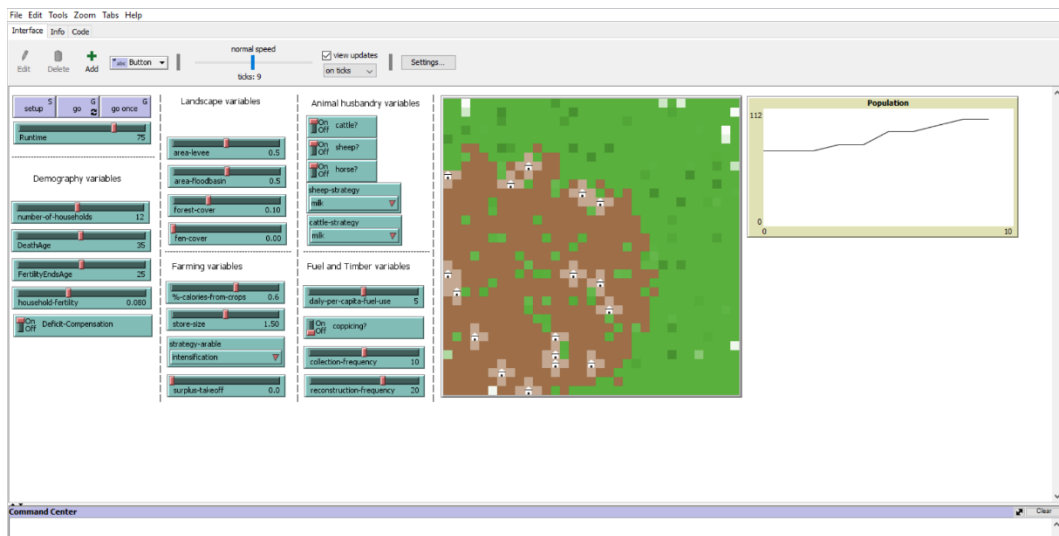 File Edit Tools Zoom Tabs Help
Interface Info Code
Edit Delete Add Button normal speed ticks: 9 view updates on ticks Settings...
setup S go G go once G
Runtime 75
Demography variables
number-of-households 12
DeathAge 35
FertilityEndsAge 25
household-fertility 0.080
On Off Deficit-Compensation
Landscape variables
area-levee 0.5
area-floodbasin 0.5
forest-cover 0.10
fen-cover 0.00
Farming variables
%-calories-from-crops 0.6
store-size 1.50
strategy-arable
intensification
surplus-takeoff 0.0
Animal husbandry variables
On Off cattle?
On Off sheep?
On Off horse?
sheep-strategy
milk
cattle-strategy
milk
Fuel and Timber variables
daily-per-capita-fuel-use 5
On Off coppicing?
collection-frequency 10
reconstruction-frequency 20
Population
112
0
0 10
Command Center Clear